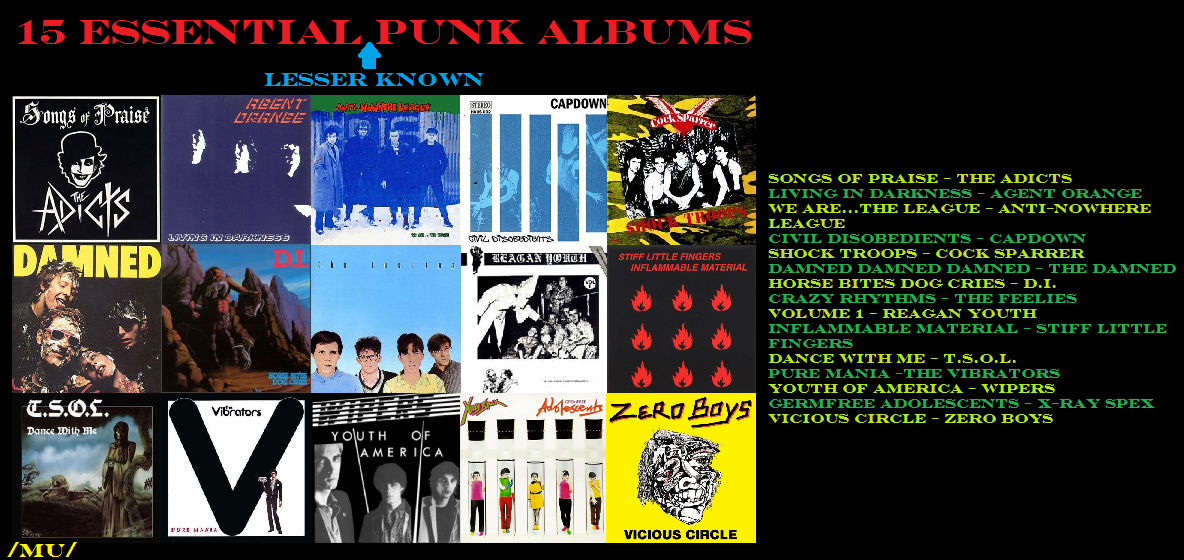 15 ESSENTIAL PUNK ALBUMS
LESSER KNOWN
Songs of Praise
THE
ADICTS
AGENT
ORANGE
LIVING IN DARKNESS
ANTI-NOWHERE LEAGUE
STEREO
CAPDOWN
CIVIL DISOBEDIENTS
COCK SPARRER
SHOCK TROOPS
DAMNED
D.I.
HORSE BITES
DOG CRIES
the feelies
REAGAN YOUTH
STIFF LITTLE FINGERS
INFLAMMABLE MATERIAL
T.S.O.L.
Dance With Me
The Vibrators
PURE MANIA
WIPERS
YOUTH OF
AMERICA
X-Ray Spex
GERMFREE
Adolescents
ZERO BOYS
VICIOUS CIRCLE
SONGS OF PRAISE - THE ADICTS
LIVING IN DARKNESS - AGENT ORANGE
WE ARE...THE LEAGUE - ANTI-NOWHERE
LEAGUE
CIVIL DISOBEDIENTS - CAPDOWN
SHOCK TROOPS - COCK SPARRER
DAMNED DAMNED DAMNED - THE DAMNED
HORSE BITES DOG CRIES - D.I.
CRAZY RHYTHMS - THE FEELIES
VOLUME 1 - REAGAN YOUTH
INFLAMMABLE MATERIAL - STIFF LITTLE
FINGERS
DANCE WITH ME - T.S.O.L.
PURE MANIA -THE VIBRATORS
YOUTH OF AMERICA - WIPERS
GERMFREE ADOLESCENTS - X-RAY SPEX
VICIOUS CIRCLE - ZERO BOYS
/MU/